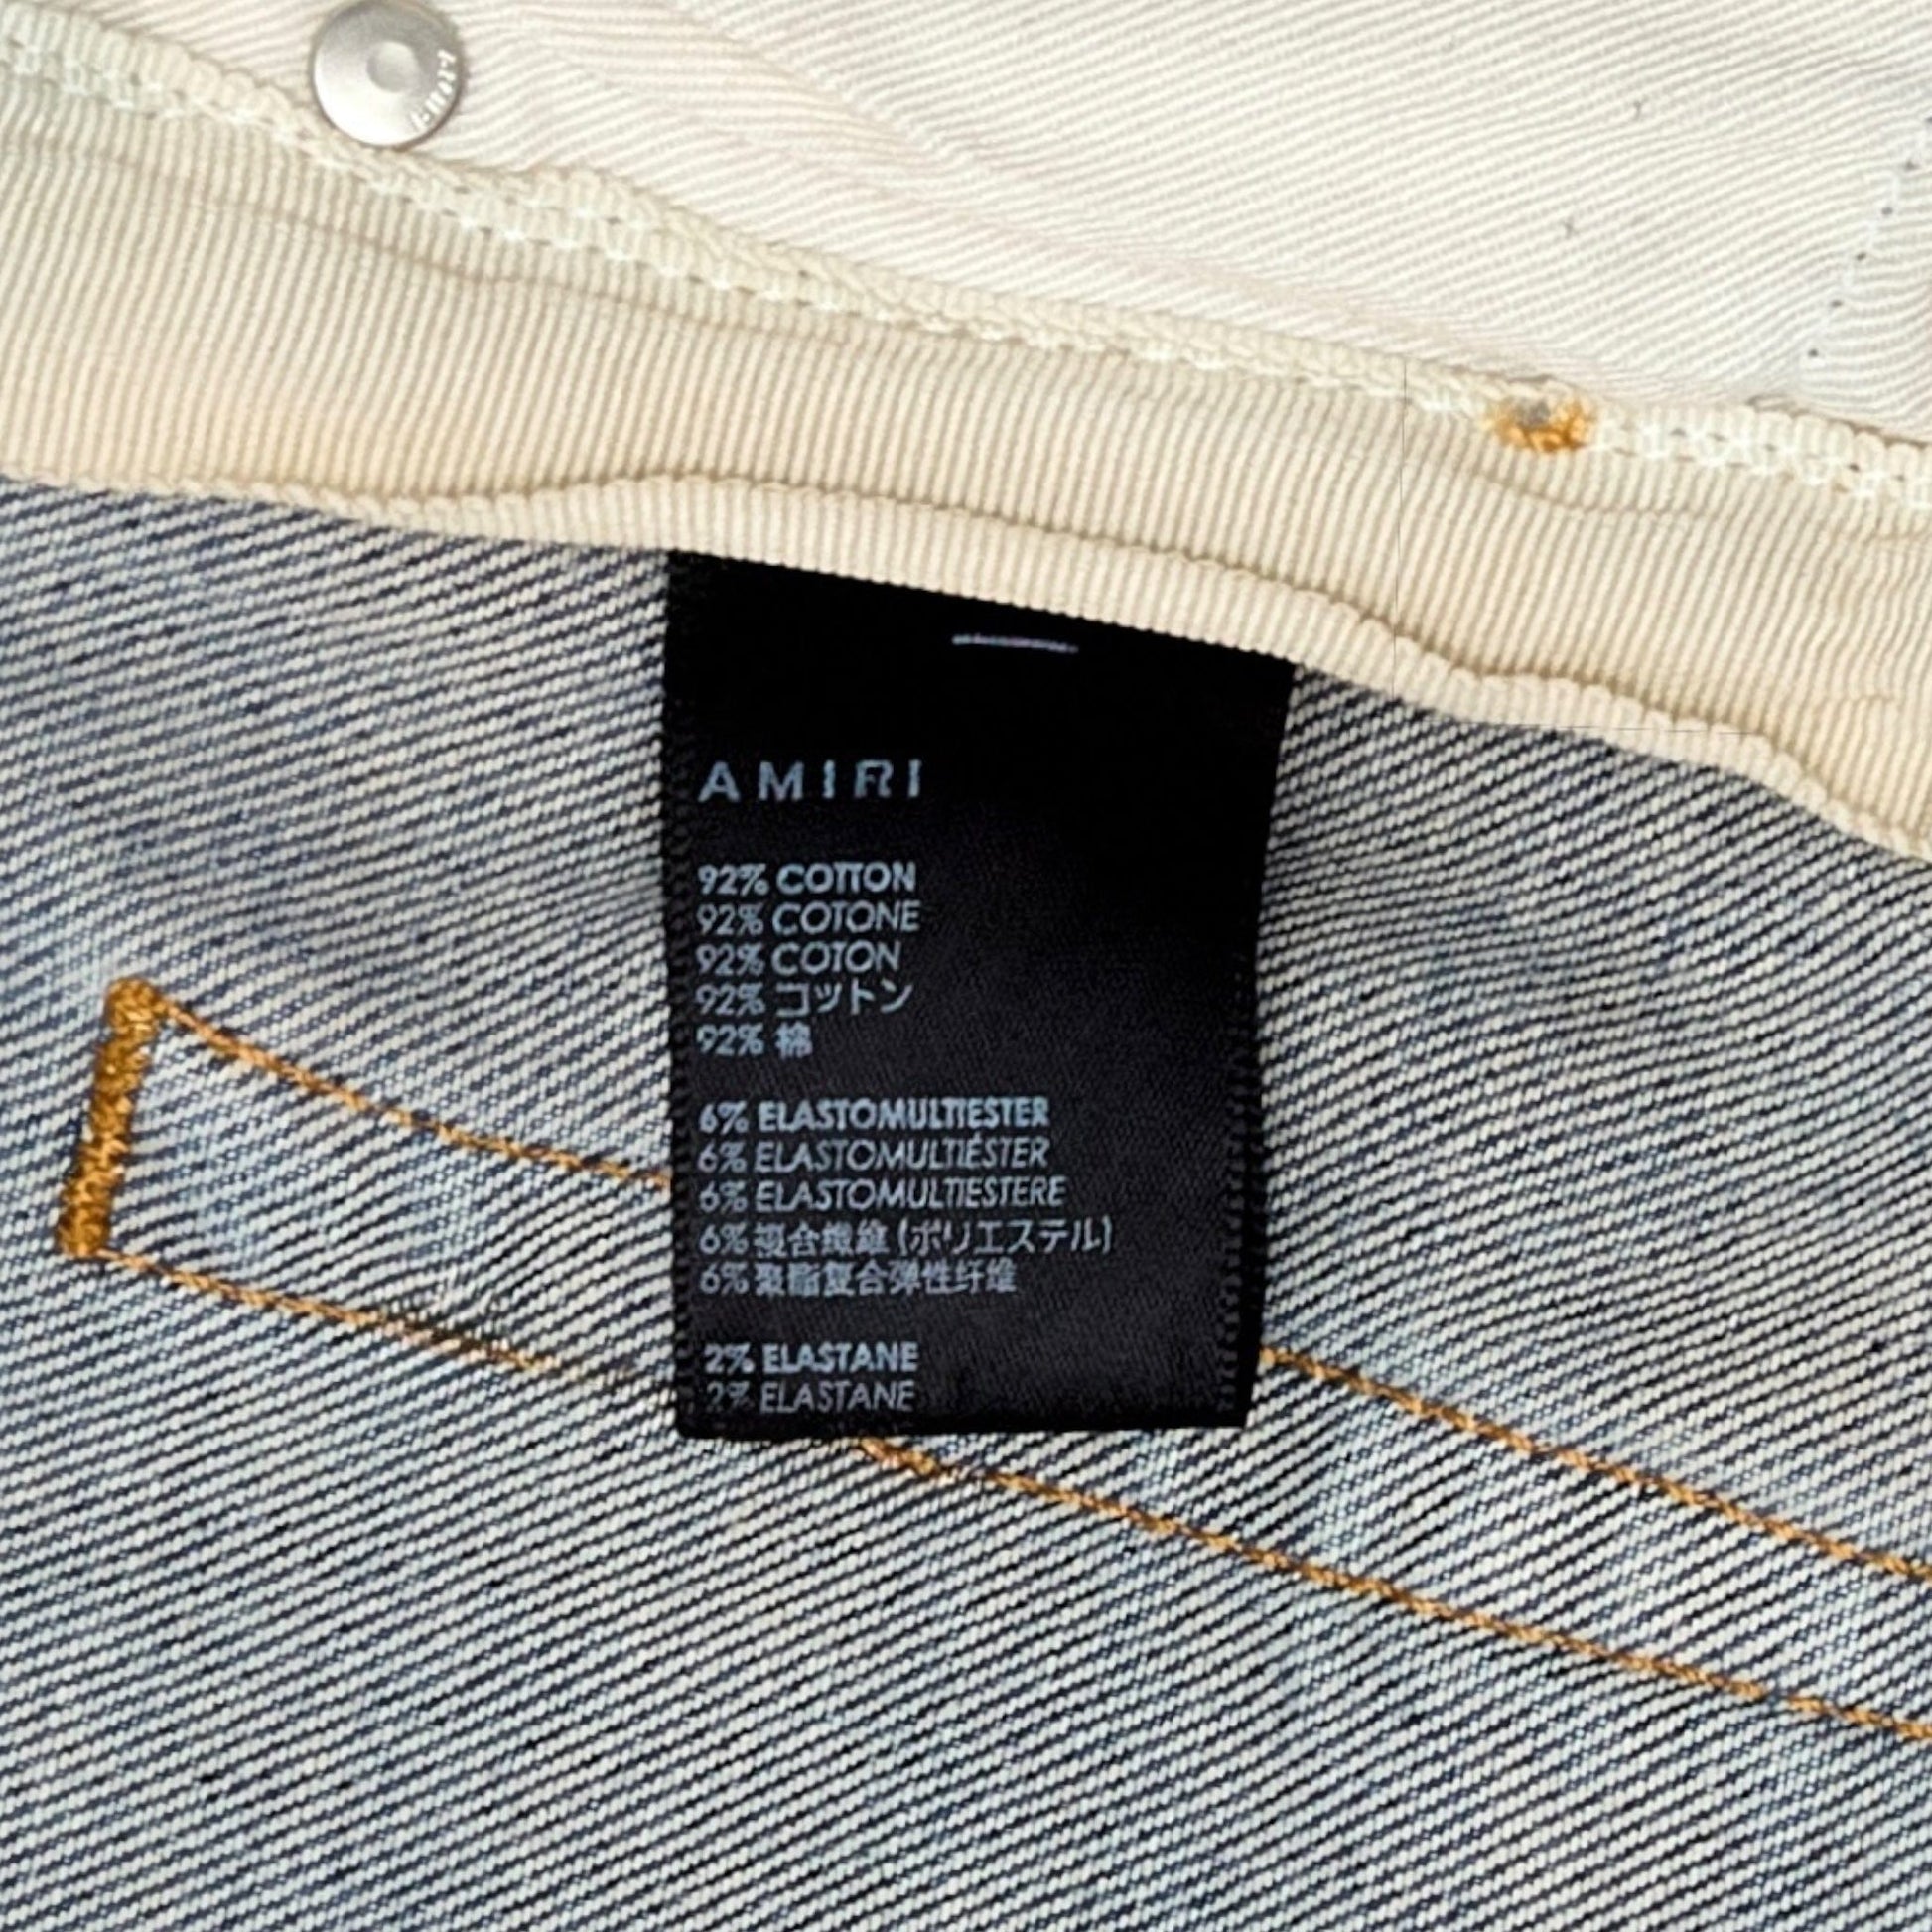 AMIRI
92% COTTON
92% COTONE
92% COTON
92% コットン
92% 棉
6% ELASTOMULTIESTER
6% ELASTOMULTIÉSTER
6% ELASTOMULTIESTERE
6% 複合繊維 (ポリエステル)
6% 聚酯复合弹性纤维
2% ELASTANE
2% ELASTANE